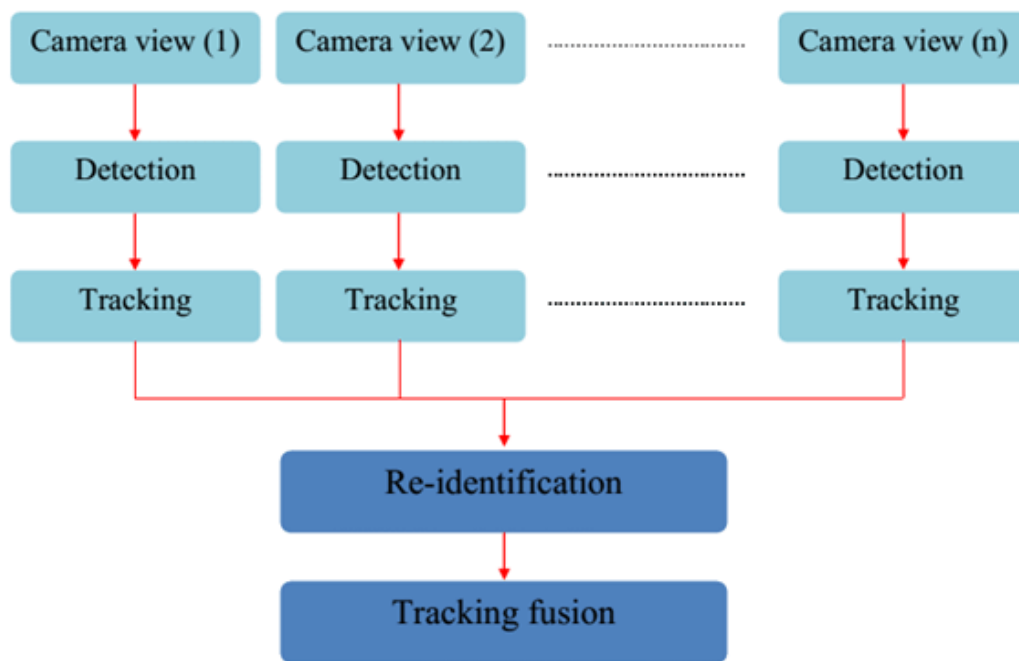 Camera view (1)
Camera view (2)
Camera view (n)
Detection
Detection
Detection
Tracking
Tracking
Tracking
Re-identification
Tracking fusion